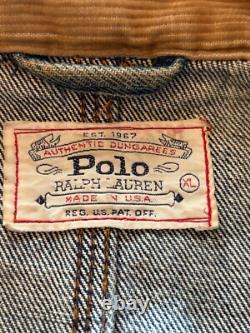 EST. 1967
AUTHENTIC DUNGAREES
Polo
RALPH LAUREN
XL
MADE IN U.S.A.
REG. U.S. PAT. OFF.